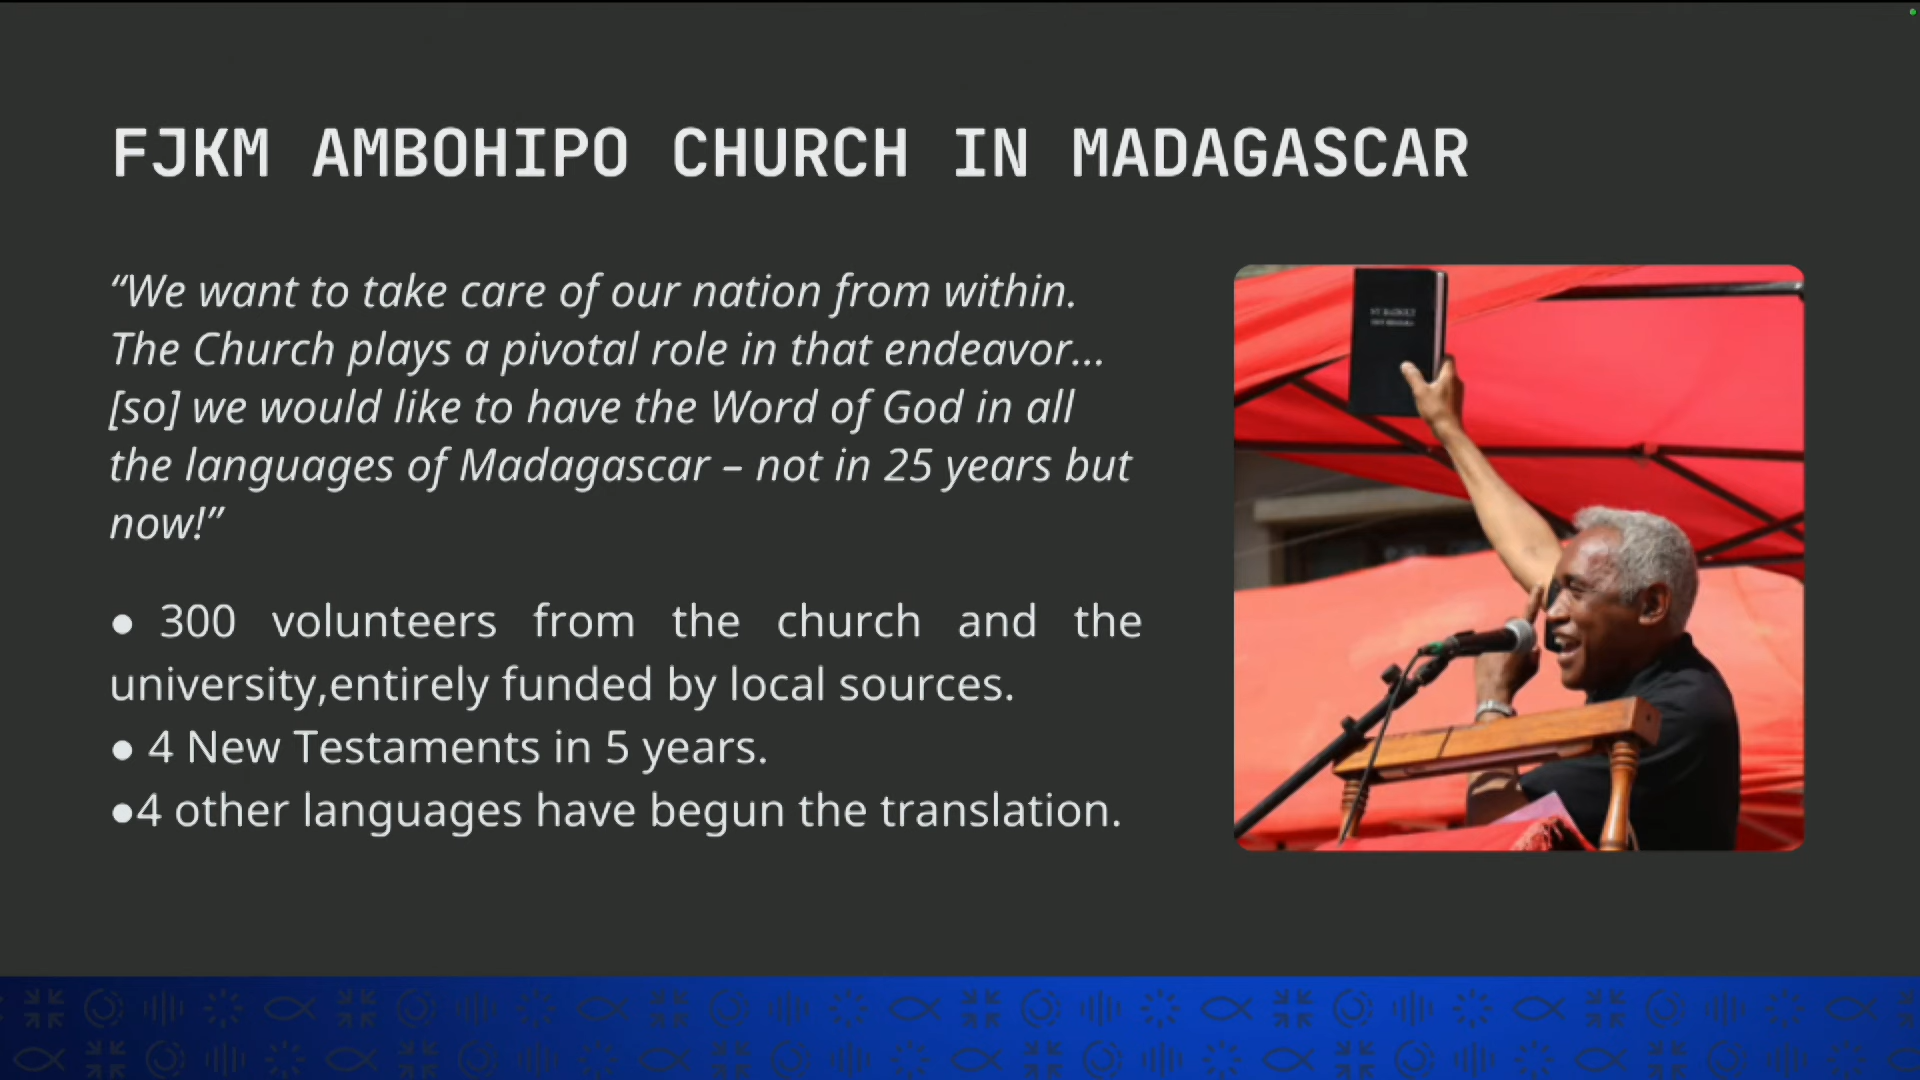 FJKM AMBOHIPO CHURCH IN MADAGASCAR
“We want to take care of our nation from within.
The Church plays a pivotal role in that endeavor...
[so] we would like to have the Word of God in all
the languages of Madagascar – not in 25 years but
now!”
● 300 volunteers from the church and the
university,entirely funded by local sources.
● 4 New Testaments in 5 years.
●4 other languages have begun the translation.